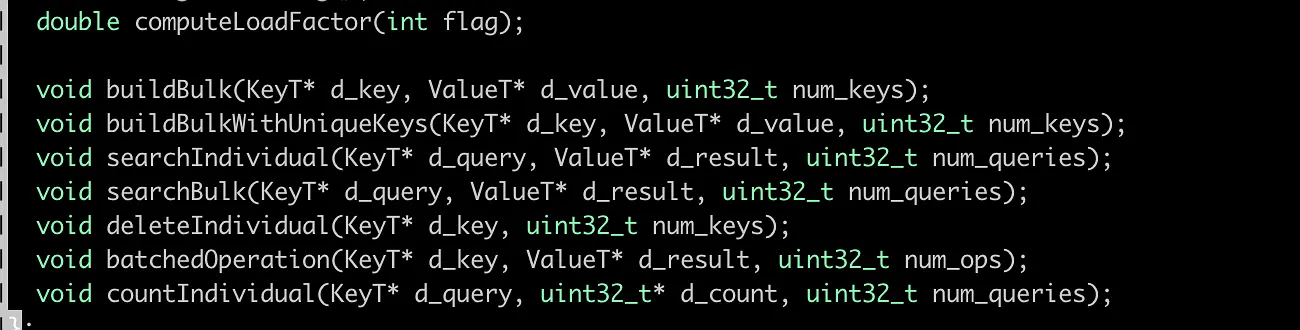 double computeLoadFactor(int flag);
void buildBulk(KeyT* d_key, ValueT* d_value, uint32_t num_keys);
void buildBulkWithUniqueKeys(KeyT* d_key, ValueT* d_value, uint32_t num_keys);
void searchIndividual(KeyT* d_query, ValueT* d_result, uint32_t num_queries);
void searchBulk(KeyT* d_query, ValueT* d_result, uint32_t num_queries);
void deleteIndividual(KeyT* d_key, uint32_t num_keys);
void batchedOperation(KeyT* d_key, ValueT* d_result, uint32_t num_ops);
void countIndividual(KeyT* d_query, uint32_t* d_count, uint32_t num_queries);
};